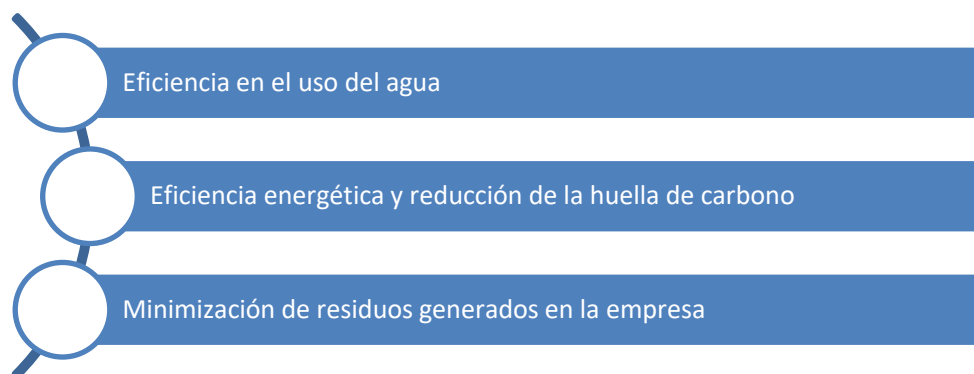 Eficiencia en el uso del agua
Eficiencia energética y reducción de la huella de carbono
Minimización de residuos generados en la empresa